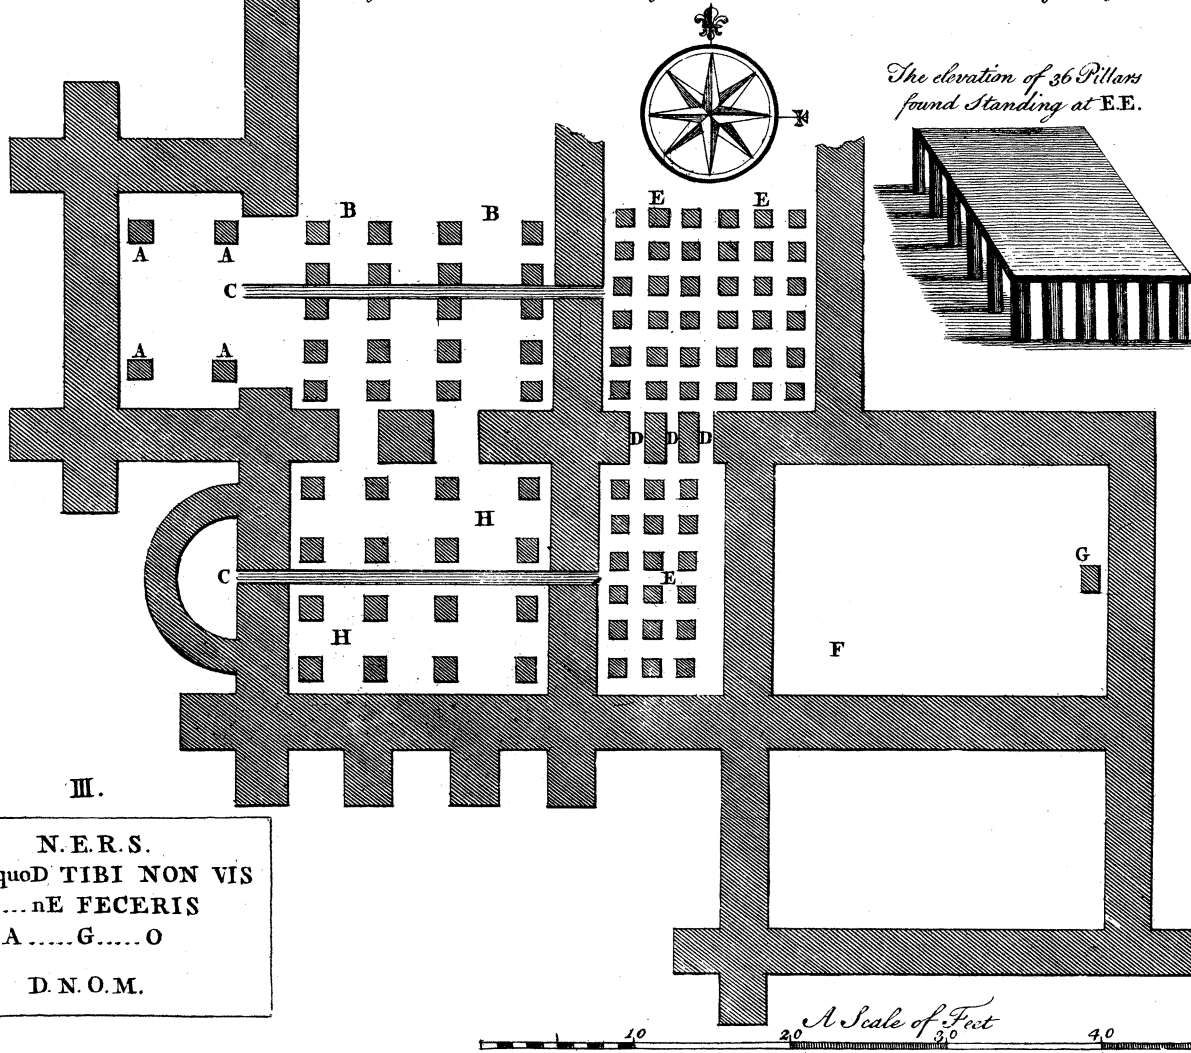 The elevation of 36 Pillars
found Standing at E.E.
E
E E
B B
A A
A A
C
A A
D D D
H
G
C
E
H
F
III.
N.E.R.S.
quoD TIBI NON VIS
....nE FECERIS
A.....G.....O
D.N.O.M.
A Scale of Feet
10 20 30 40